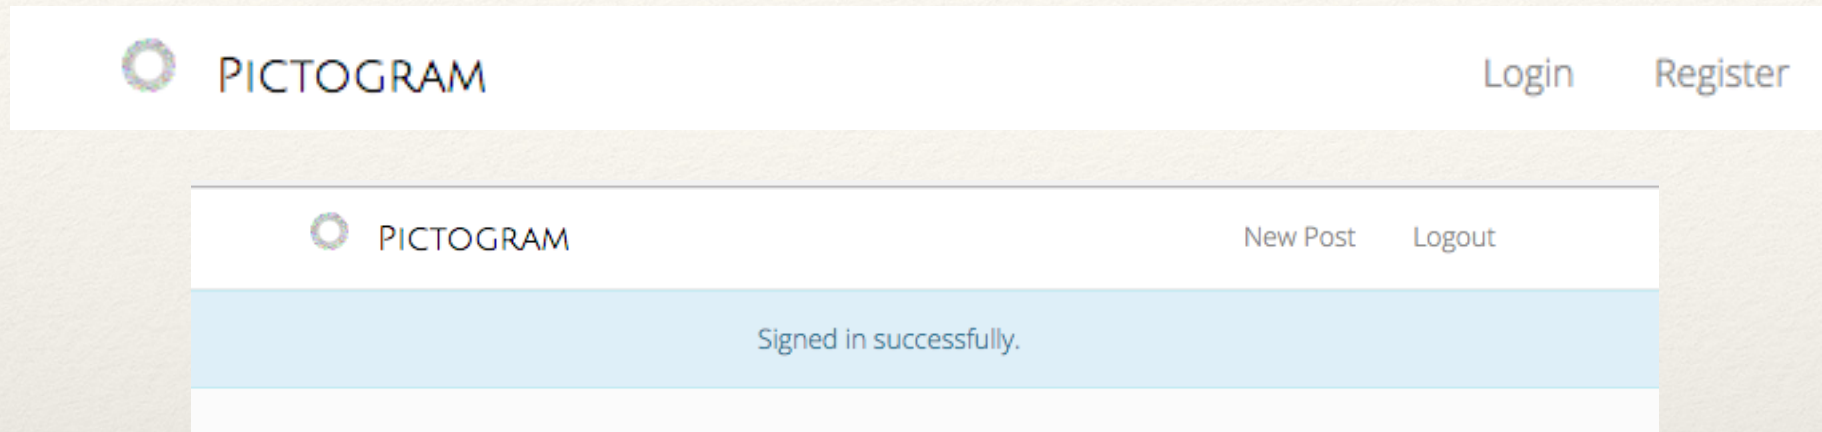 PICTOGRAM Login Register
PICTOGRAM New Post Logout
Signed in successfully.